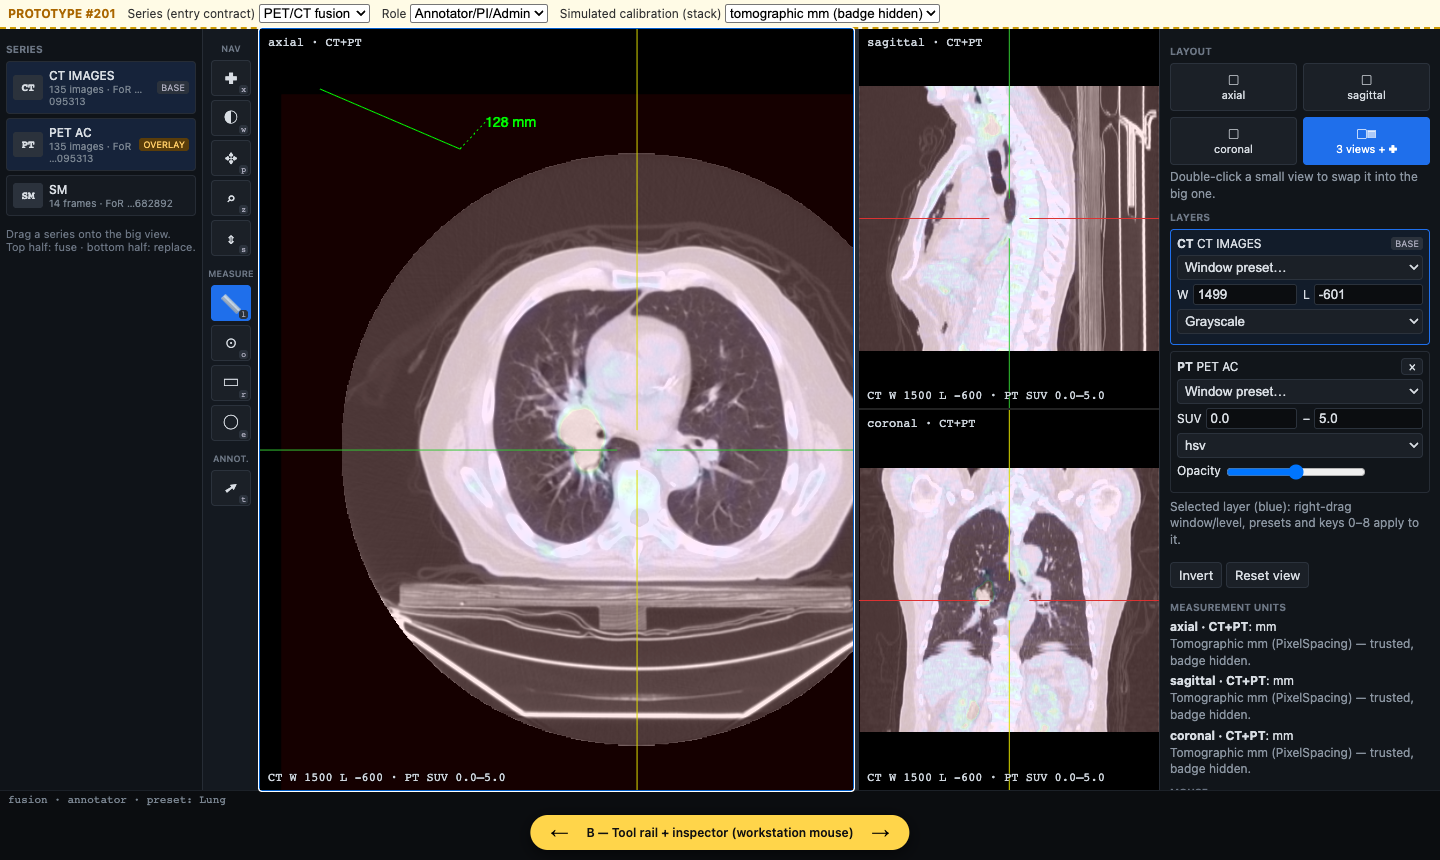 PROTOTYPE #201 Series (entry contract) PET/CT fusion Role Annotator/PI/Admin Simulated calibration (stack) tomographic mm (badge hidden)
SERIES
CT CT IMAGES
135 images · FoR ...
095313
BASE
PT PET AC
135 images · FoR
...095313
OVERLAY
SM SM
14 frames · FoR ...682892
Drag a series onto the big view.
Top half: fuse · bottom half: replace.
NAV
x
w
p
z
s
MEASURE
l
o
r
e
ANNOT.
t
axial · CT+PT
128 mm
CT W 1500 L -600 · PT SUV 0.0–5.0
sagittal · CT+PT
CT W 1500 L -600 · PT SUV 0.0–5.0
coronal · CT+PT
CT W 1500 L -600 · PT SUV 0.0–5.0
LAYOUT
axial
sagittal
coronal
3 views +
Double-click a small view to swap it into the
big one.
LAYERS
CT CT IMAGES BASE
Window preset...
W 1499 L -601
Grayscale
PT PET AC x
Window preset...
SUV 0.0 – 5.0
hsv
Opacity
Selected layer (blue): right-drag
window/level, presets and keys 0–8 apply to
it.
Invert Reset view
MEASUREMENT UNITS
axial · CT+PT: mm
Tomographic mm (PixelSpacing) — trusted,
badge hidden.
sagittal · CT+PT: mm
Tomographic mm (PixelSpacing) — trusted,
badge hidden.
coronal · CT+PT: mm
Tomographic mm (PixelSpacing) — trusted,
badge hidden.
fusion · annotator · preset: Lung
← B — Tool rail + inspector (workstation mouse) →